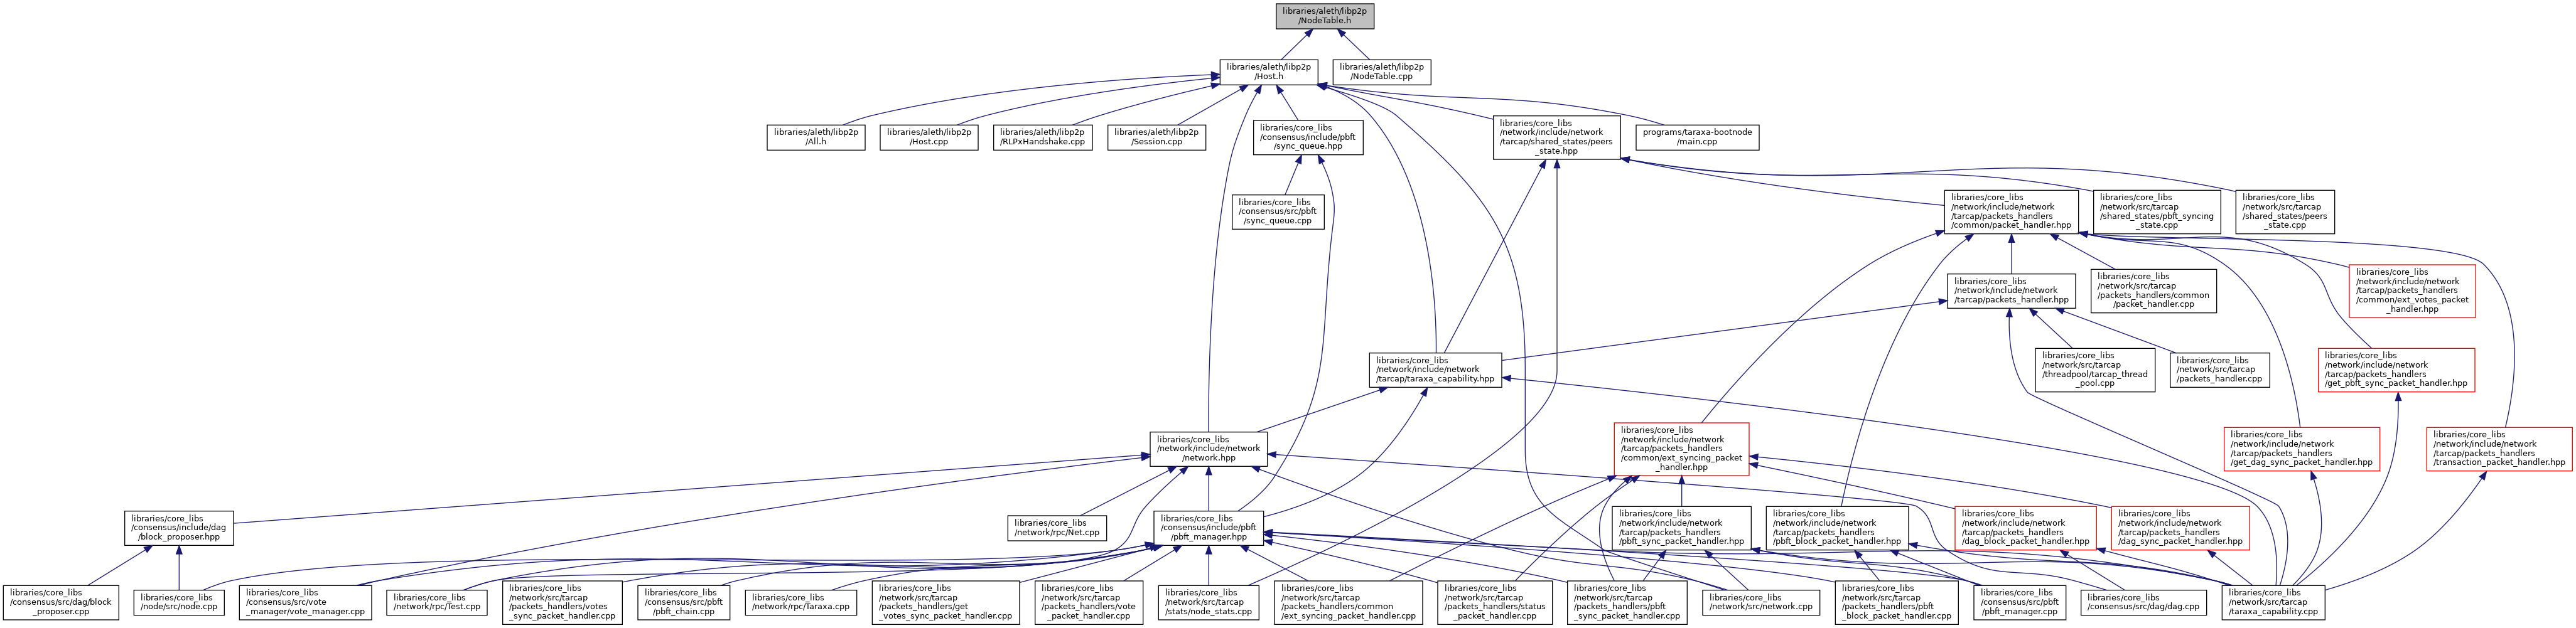 libraries/aleth/libp2p
/NodeTable.h
libraries/aleth/libp2p
/Host.h
libraries/aleth/libp2p
/NodeTable.cpp
libraries/aleth/libp2p
/All.h
libraries/aleth/libp2p
/Host.cpp
libraries/aleth/libp2p
/RLPxHandshake.cpp
libraries/aleth/libp2p
/Session.cpp
libraries/core_libs
/consensus/include/pbft
/sync_queue.hpp
libraries/core_libs
/network/include/network
/tarcap/shared_states/peers
_state.hpp
programs/taraxa-bootnode
/main.cpp
libraries/core_libs
/consensus/src/pbft
/sync_queue.cpp
libraries/core_libs
/network/include/network
/tarcap/packets_handlers
/common/packet_handler.hpp
libraries/core_libs
/network/src/tarcap
/shared_states/pbft_syncing
_state.cpp
libraries/core_libs
/network/src/tarcap
/shared_states/peers
_state.cpp
libraries/core_libs
/network/include/network
/tarcap/packets_handler.hpp
libraries/core_libs
/network/src/tarcap
/packets_handlers/common
/packet_handler.cpp
libraries/core_libs
/network/include/network
/tarcap/packets_handlers
/common/ext_votes_packet
_handler.hpp
libraries/core_libs
/network/include/network
/tarcap/taraxa_capability.hpp
libraries/core_libs
/network/src/tarcap
/threadpool/tarcap_thread
_pool.cpp
libraries/core_libs
/network/src/tarcap
/packets_handler.cpp
libraries/core_libs
/network/include/network
/tarcap/packets_handlers
/get_pbft_sync_packet_handler.hpp
libraries/core_libs
/network/include/network
/network.hpp
libraries/core_libs
/network/include/network
/tarcap/packets_handlers
/common/ext_syncing_packet
_handler.hpp
libraries/core_libs
/network/include/network
/tarcap/packets_handlers
/get_dag_sync_packet_handler.hpp
libraries/core_libs
/network/include/network
/tarcap/packets_handlers
/transaction_packet_handler.hpp
libraries/core_libs
/consensus/include/dag
/block_proposer.hpp
libraries/core_libs
/network/rpc/Net.cpp
libraries/core_libs
/consensus/include/pbft
/pbft_manager.hpp
libraries/core_libs
/network/include/network
/tarcap/packets_handlers
/pbft_sync_packet_handler.hpp
libraries/core_libs
/network/include/network
/tarcap/packets_handlers
/pbft_block_packet_handler.hpp
libraries/core_libs
/network/include/network
/tarcap/packets_handlers
/dag_block_packet_handler.hpp
libraries/core_libs
/network/include/network
/tarcap/packets_handlers
/dag_sync_packet_handler.hpp
libraries/core_libs
/consensus/src/dag/block
_proposer.cpp
libraries/core_libs
/node/src/node.cpp
libraries/core_libs
/consensus/src/vote
_manager/vote_manager.cpp
libraries/core_libs
/network/rpc/Test.cpp
libraries/core_libs
/network/src/tarcap
/packets_handlers/votes
_sync_packet_handler.cpp
libraries/core_libs
/consensus/src/pbft
/pbft_chain.cpp
libraries/core_libs
/network/rpc/Taraxa.cpp
libraries/core_libs
/network/src/tarcap
/packets_handlers/get
_votes_sync_packet_handler.cpp
libraries/core_libs
/network/src/tarcap
/packets_handlers/vote
_packet_handler.cpp
libraries/core_libs
/network/src/tarcap
/stats/node_stats.cpp
libraries/core_libs
/network/src/tarcap
/packets_handlers/common
/ext_syncing_packet_handler.cpp
libraries/core_libs
/network/src/tarcap
/packets_handlers/status
_packet_handler.cpp
libraries/core_libs
/network/src/tarcap
/packets_handlers/pbft
_sync_packet_handler.cpp
libraries/core_libs
/network/src/network.cpp
libraries/core_libs
/network/src/tarcap
/packets_handlers/pbft
_block_packet_handler.cpp
libraries/core_libs
/consensus/src/pbft
/pbft_manager.cpp
libraries/core_libs
/consensus/src/dag/dag.cpp
libraries/core_libs
/network/src/tarcap
/taraxa_capability.cpp